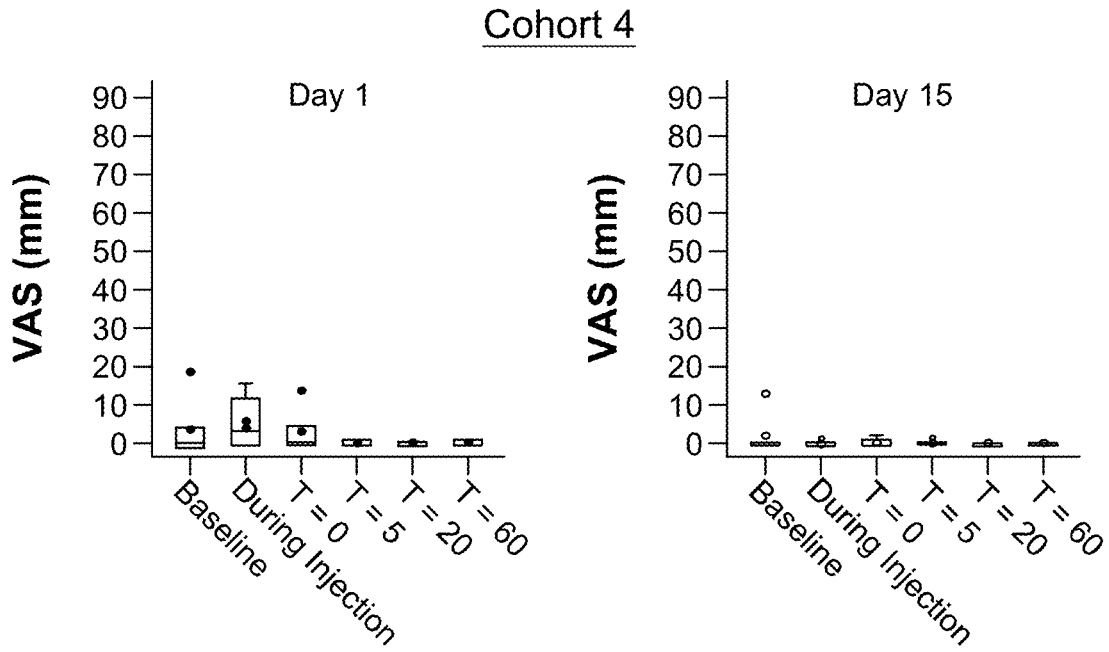 Cohort 4
Day 1
VAS (mm)
90
80
70
60
50
40
30
20
10
0
Baseline
During Injection
T = 0
T = 5
T = 20
T = 60
Day 15
VAS (mm)
90
80
70
60
50
40
30
20
10
0
Baseline
During Injection
T = 0
T = 5
T = 20
T = 60